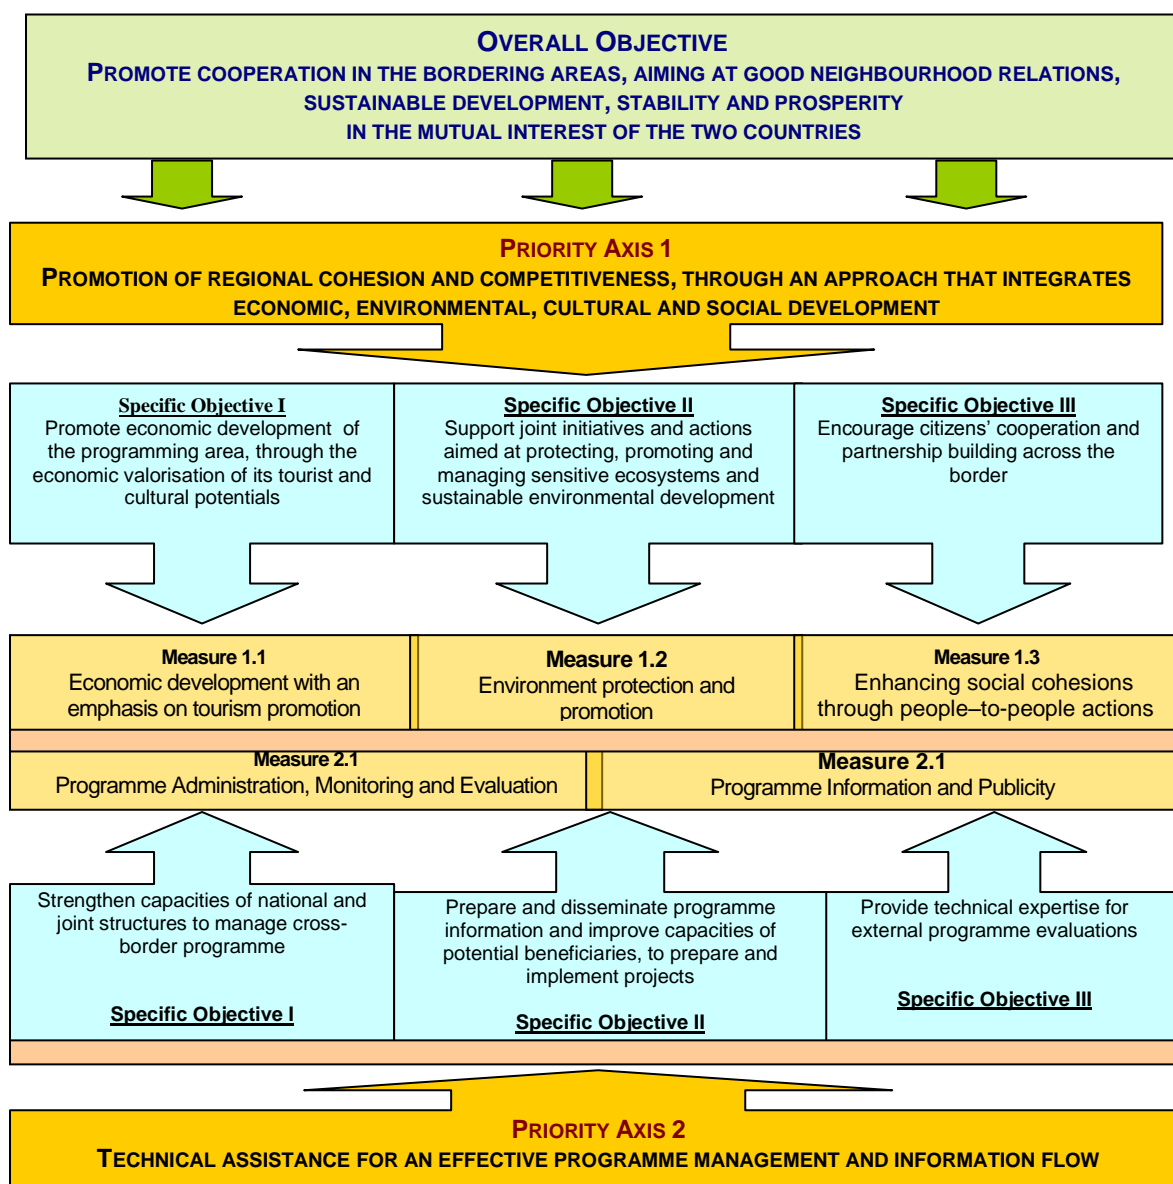 OVERALL OBJECTIVE
PROMOTE COOPERATION IN THE BORDERING AREAS, AIMING AT GOOD NEIGHBOURHOOD RELATIONS,
SUSTAINABLE DEVELOPMENT, STABILITY AND PROSPERITY
IN THE MUTUAL INTEREST OF THE TWO COUNTRIES
PRIORITY AXIS 1
PROMOTION OF REGIONAL COHESION AND COMPETITIVENESS, THROUGH AN APPROACH THAT INTEGRATES
ECONOMIC, ENVIRONMENTAL, CULTURAL AND SOCIAL DEVELOPMENT
Specific Objective I
Promote economic development of
the programming area, through the
economic valorisation of its tourist and
cultural potentials
Specific Objective II
Support joint initiatives and actions
aimed at protecting, promoting and
managing sensitive ecosystems and
sustainable environmental development
Specific Objective III
Encourage citizens’ cooperation and
partnership building across the
border
Measure 1.1
Economic development with an
emphasis on tourism promotion
Measure 1.2
Environment protection and
promotion
Measure 1.3
Enhancing social cohesions
through people–to-people actions
Measure 2.1
Programme Administration, Monitoring and Evaluation
Measure 2.1
Programme Information and Publicity
Strengthen capacities of national and
joint structures to manage cross-
border programme
Specific Objective I
Prepare and disseminate programme
information and improve capacities of
potential beneficiaries, to prepare and
implement projects
Specific Objective II
Provide technical expertise for
external programme evaluations
Specific Objective III
PRIORITY AXIS 2
TECHNICAL ASSISTANCE FOR AN EFFECTIVE PROGRAMME MANAGEMENT AND INFORMATION FLOW